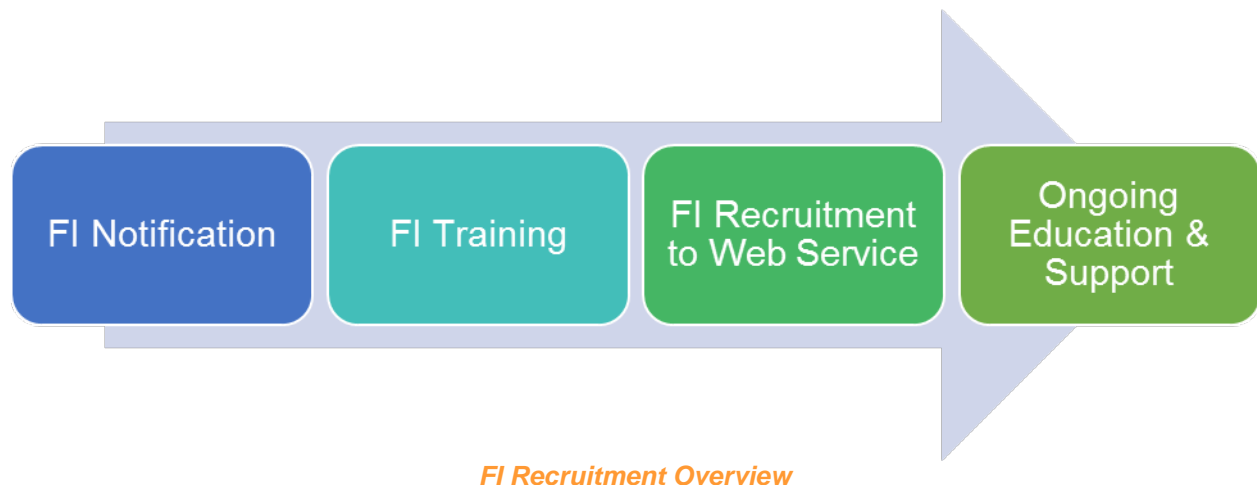 FI Notification
FI Training
FI Recruitment
to Web Service
Ongoing
Education &
Support
FI Recruitment Overview